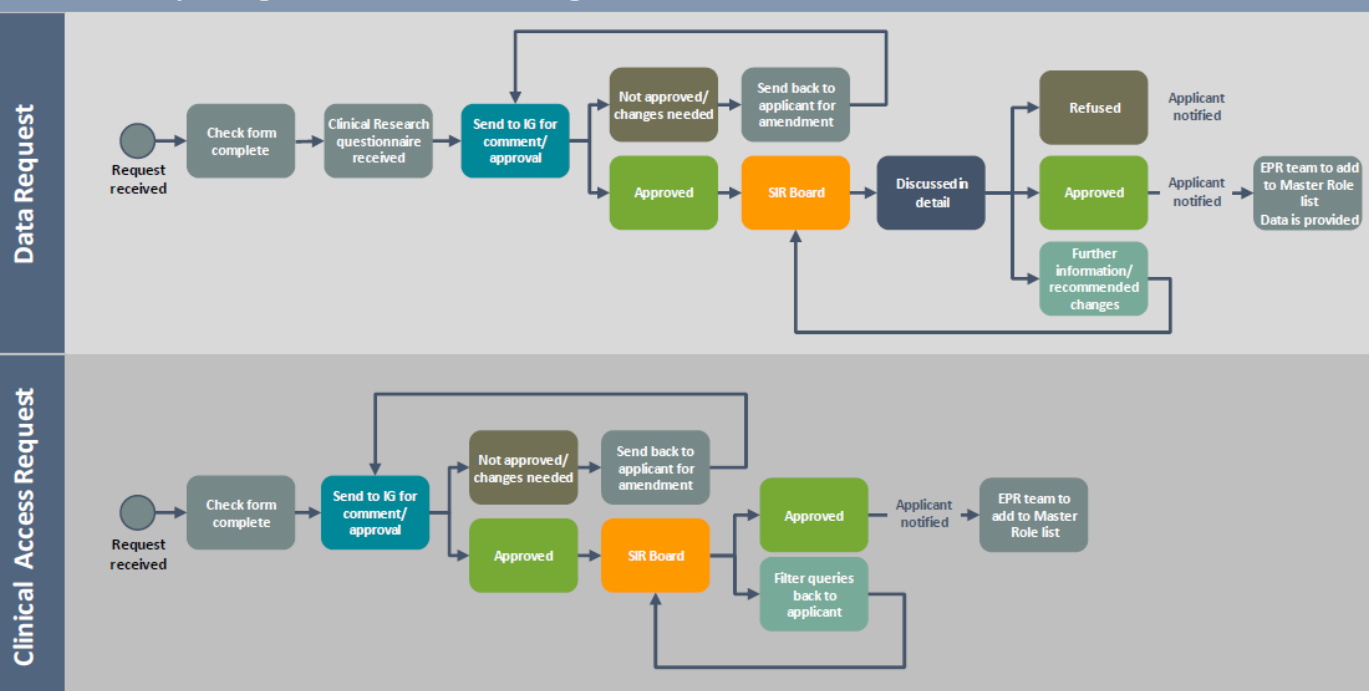 Data Request
Request
received
Check form
complete
Clinical Research
questionnaire
received
Send to IG for
comment/
approval
Not approved/
changes needed
Send back to
applicant for
amendment
Approved
SIR Board
Discussed in
detail
Refused
Applicant
notified
Approved
Applicant
notified
EPR team to add
to Master Role
list
Data is provided
Further
information/
recommended
changes
Clinical Access Request
Request
received
Check form
complete
Send to IG for
comment/
approval
Not approved/
changes needed
Send back to
applicant for
amendment
Approved
SIR Board
Approved
Applicant
notified
EPR team to
add to Master
Role list
Filter queries
back to
applicant